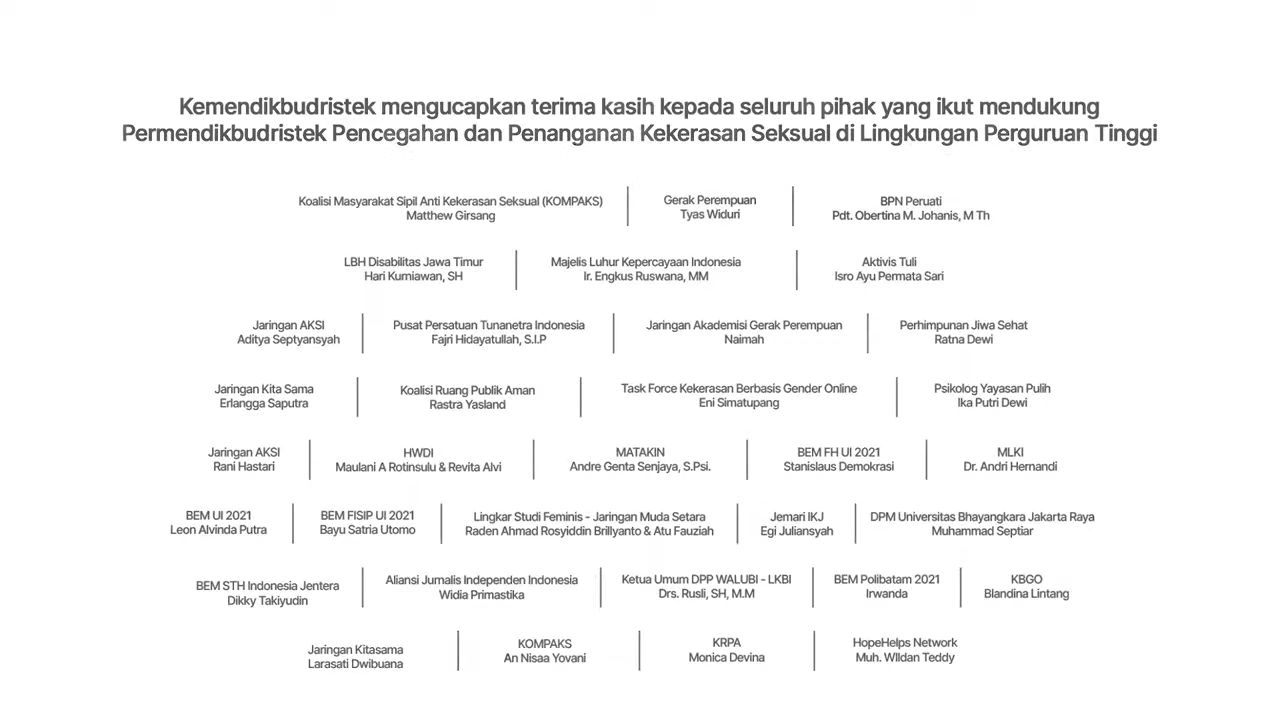 Kemendikbudristek mengucapkan terima kasih kepada seluruh pihak yang ikut mendukung
Permendikbudristek Pencegahan dan Penanganan Kekerasan Seksual di Lingkungan Perguruan Tinggi
Koalisi Masyarakat Sipil Anti Kekerasan Seksual (KOMPAKS)
Matthew Girsang
Gerak Perempuan
Tyas Widuri
BPN Peruati
Pdt. Obertina M. Johanis, M Th
LBH Disabilitas Jawa Timur
Hari Kurniawan, SH
Majelis Luhur Kepercayaan Indonesia
Ir. Engkus Ruswana, MM
Aktivis Tuli
Isro Ayu Permata Sari
Jaringan AKSI
Aditya Septyansyah
Pusat Persatuan Tunanetra Indonesia
Fajri Hidayatullah, S.I.P
Jaringan Akademisi Gerak Perempuan
Naimah
Perhimpunan Jiwa Sehat
Ratna Dewi
Jaringan Kita Sama
Erlangga Saputra
Koalisi Ruang Publik Aman
Rastra Yasland
Task Force Kekerasan Berbasis Gender Online
Eni Simatupang
Psikolog Yayasan Pulih
Ika Putri Dewi
Jaringan AKSI
Rani Hastari
HWDI
Maulani A Rotinsulu & Revita Alvi
MATAKIN
Andre Genta Senjaya, S.Psi.
BEM FH UI 2021
Stanislaus Demokrasi
MLKI
Dr. Andri Hernandi
BEM UI 2021
Leon Alvinda Putra
BEM FISIP UI 2021
Bayu Satria Utomo
Lingkar Studi Feminis - Jaringan Muda Setara
Raden Ahmad Rosyiddin Brillyanto & Atu Fauziah
Jemari IKJ
Egi Juliansyah
DPM Universitas Bhayangkara Jakarta Raya
Muhammad Septiar
BEM STH Indonesia Jentera
Dikky Takiyudin
Aliansi Jurnalis Independen Indonesia
Widia Primastika
Ketua Umum DPP WALUBI - LKBI
Drs. Rusli, SH, M.M
BEM Polibatam 2021
Irwanda
KBGO
Blandina Lintang
Jaringan Kitasama
Larasati Dwibuana
KOMPAKS
An Nisaa Yovani
KRPA
Monica Devina
HopeHelps Network
Muh. WIldan Teddy